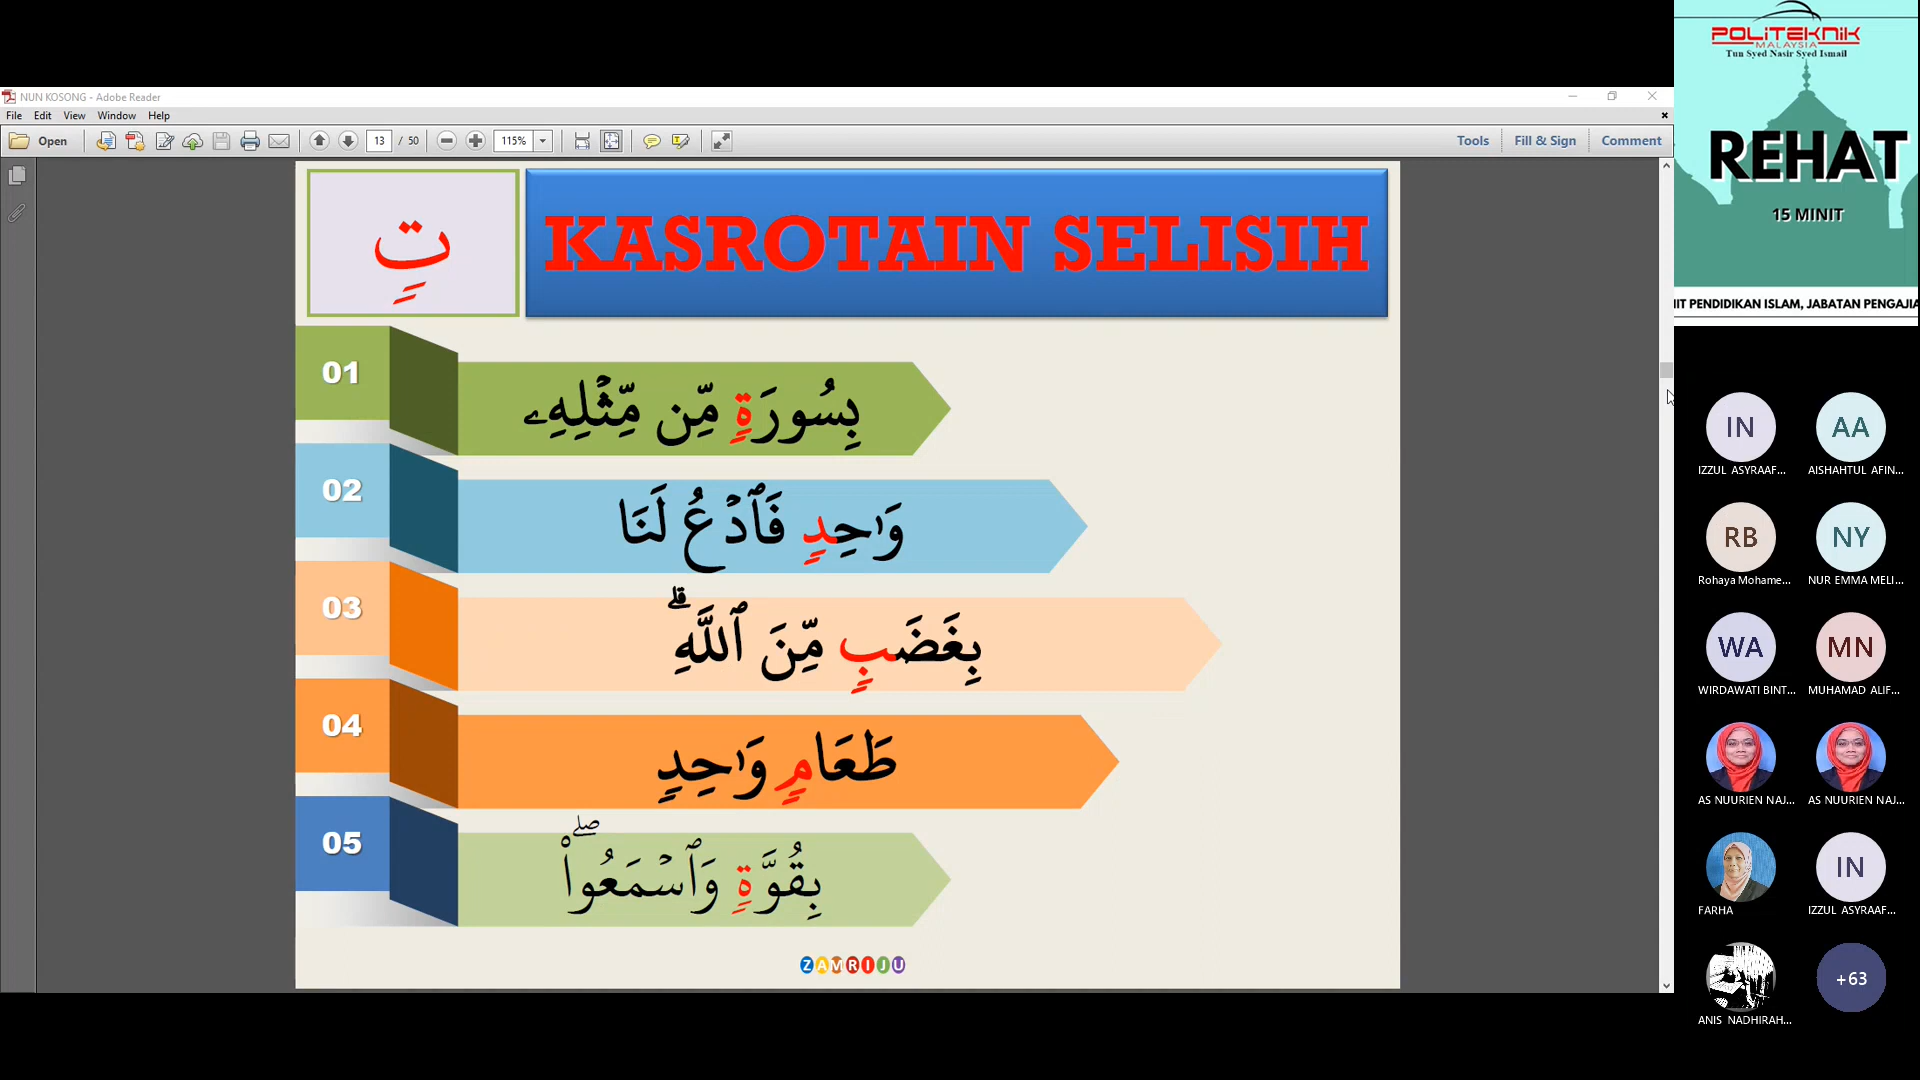 NUN KOSONG - Adobe Reader
File Edit View Window Help
Open 13 / 50 115% Tools Fill & Sign Comment
تٍ
KASROTAIN SELISIH
01
بِسُورَةٍ مِّن مِّثْلِهِۦ
02
وَٰحِدٍ فَٱدْعُ لَنَا
03
بِغَضَبٍ مِّنَ ٱللَّهِ ۗ
04
طَعَامٍ وَٰحِدٍ
05
بِقُوَّةٍ وَٱسْمَعُوا۟ ۖ
ZAMRIJU
POLITEKNIK
MALAYSIA
Tun Syed Nasir Syed Ismail
REHAT
15 MINIT
IT PENDIDIKAN ISLAM, JABATAN PENGAJIA
IN AA
IZZUL ASYRAAF... AISHAHTUL AFIN...
RB NY
Rohaya Mohame... NUR EMMA MELI...
WA MN
WIRDAWATI BINT... MUHAMAD ALIF...
AS NUURIEN NAJ... AS NUURIEN NAJ...
IN
FARHA IZZUL ASYRAAF...
+63
ANIS NADHIRAH...